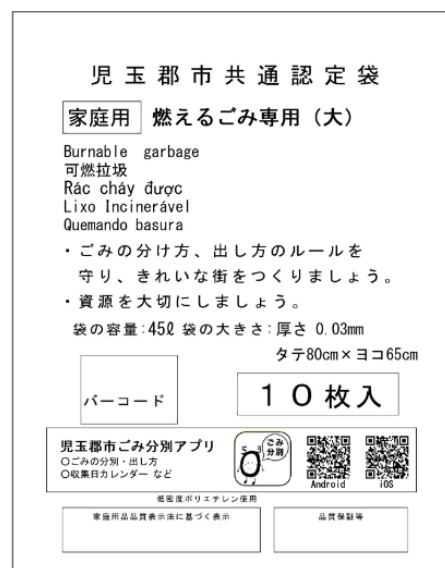 児玉郡市共通認定袋
家庭用 燃えるごみ専用（大）
Burnable garbage
可燃垃圾
Rác cháy được
Lixo Incinerável
Quemando basura
・ごみの分け方、出し方のルールを
守り、きれいな街をつくりましょう。
・資源を大切にしましょう。
袋の容量:45ℓ 袋の大きさ:厚さ 0.03mm
タテ80cm×ヨコ65cm
バーコード
10枚入
児玉郡市ごみ分別アプリ
○ごみの分別・出し方
○収集日カレンダー など
ごみ
分別
Android
iOS
低密度ポリエチレン使用
家庭用品品質表示法に基づく表示
品質保証等